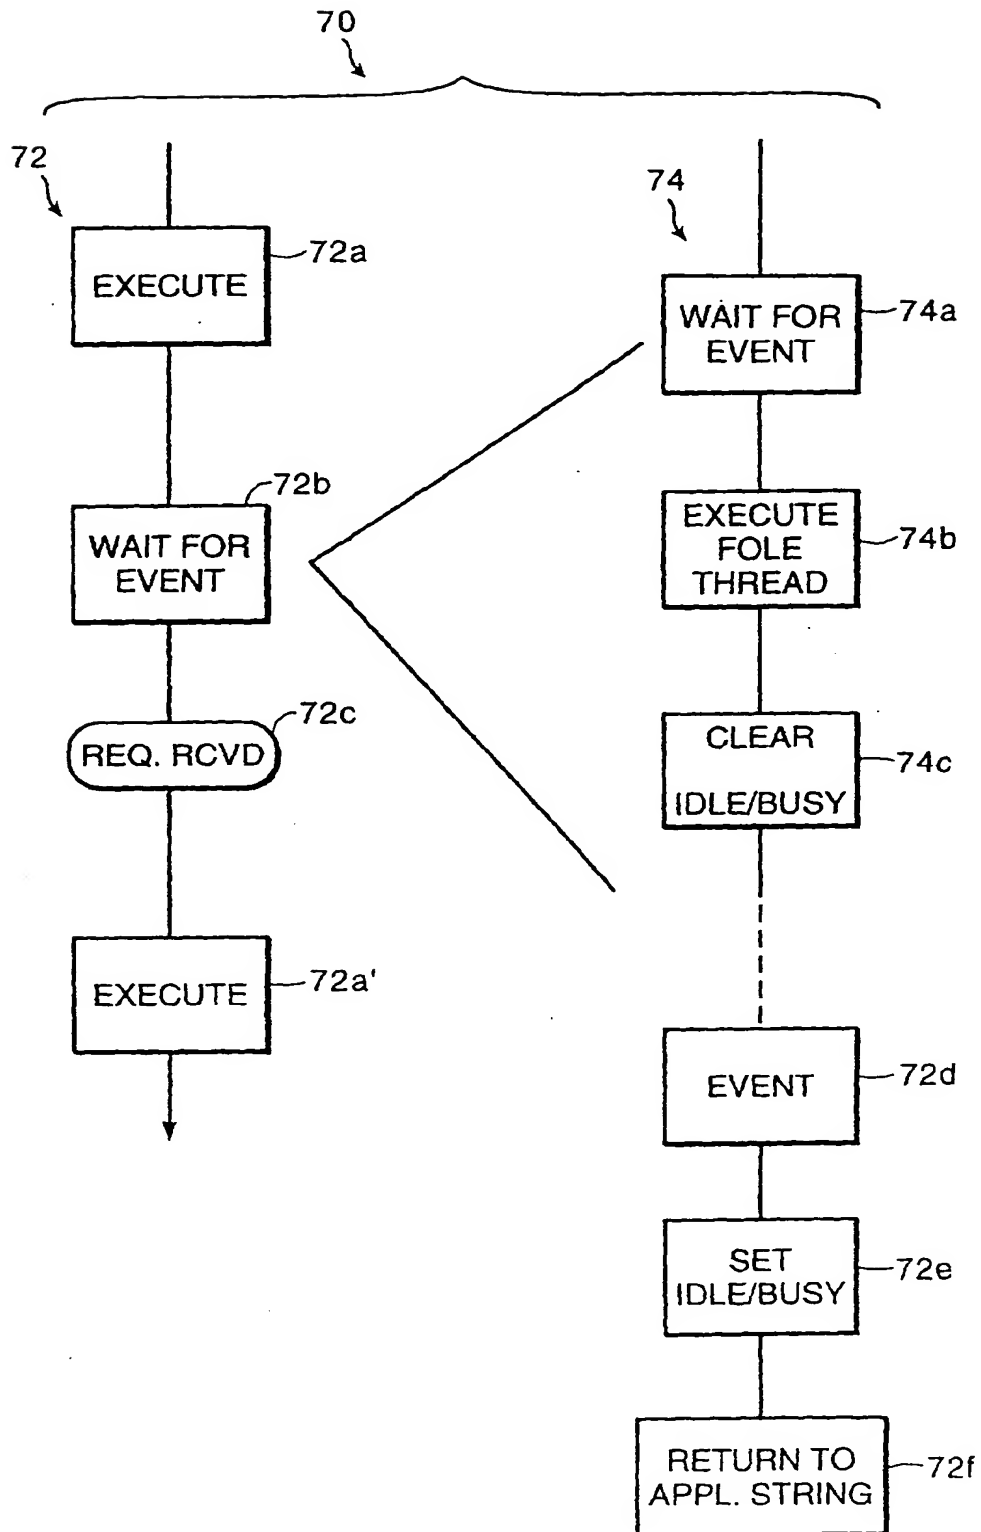 70
72
EXECUTE
72a
WAIT FOR
EVENT
72b
REQ. RCVD
72c
EXECUTE
72a'
74
WAIT FOR
EVENT
74a
EXECUTE
FOLE
THREAD
74b
CLEAR
IDLE/BUSY
74c
EVENT
72d
SET
IDLE/BUSY
72e
RETURN TO
APPL. STRING
72f